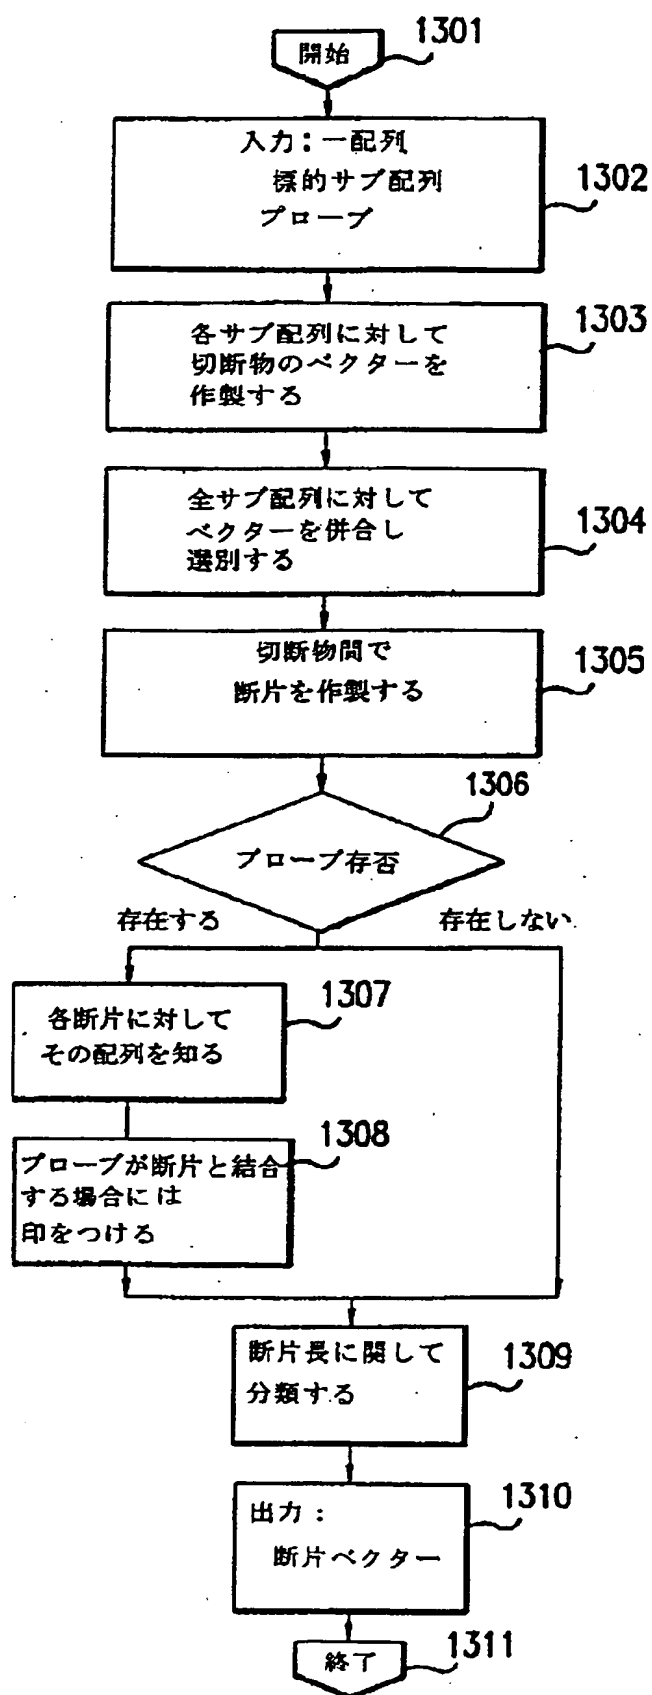 1301
開始
入力：一配列
標的サブ配列
プローブ
1302
各サブ配列に対して
切断物のベクターを
作製する
1303
全サブ配列に対して
ベクターを併合し
選別する
1304
切断物間で
断片を作製する
1305
1306
プローブ存否
存在する
存在しない
1307
各断片に対して
その配列を知る
1308
プローブが断片と結合
する場合には
印をつける
断片長に関して
分類する
1309
出力：
断片ベクター
1310
終了
1311